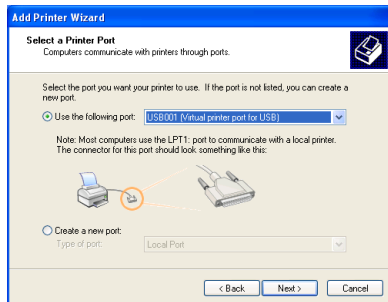 Add Printer Wizard
Select a Printer Port
Computers communicate with printers through ports.
Select the port you want your printer to use. If the port is not listed, you can create a
new port.
Use the following port: USB001 (Virtual printer port for USB)
Note: Most computers use the LPT1: port to communicate with a local printer.
The connector for this port should look something like this:
Create a new port:
Type of port: Local Port
< Back Next > Cancel